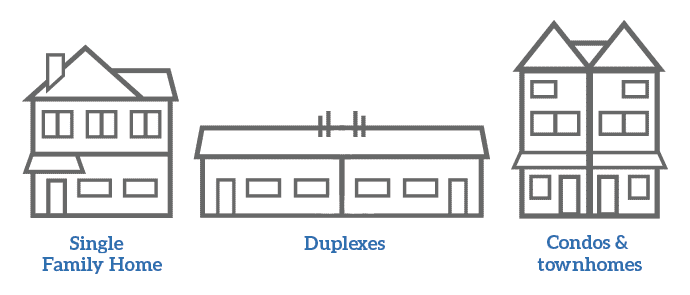 Single
Family Home
Duplexes
Condos &
townhomes